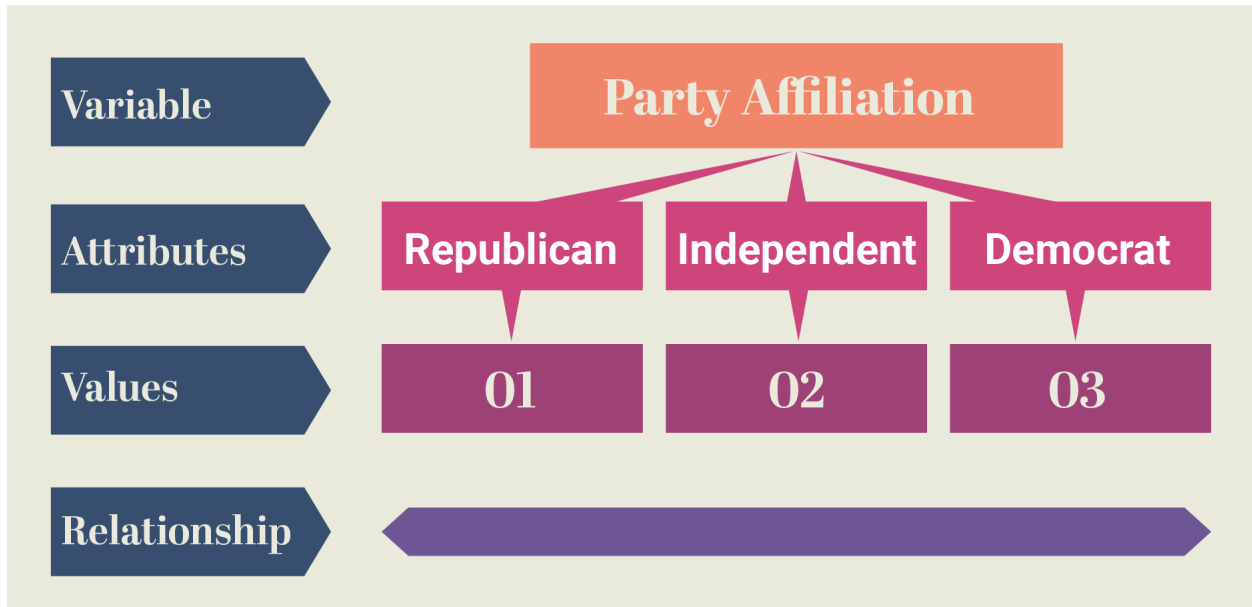 Variable
Party Affiliation
Attributes
Republican
Independent
Democrat
Values
01
02
03
Relationship